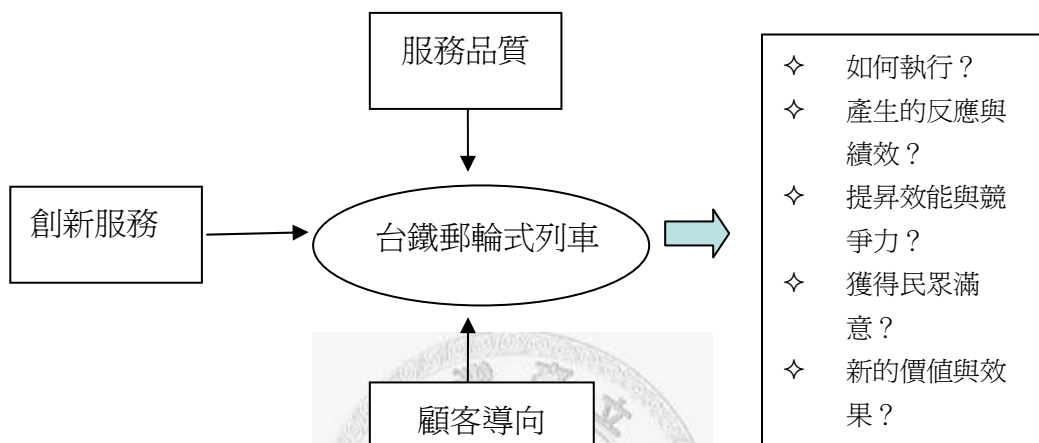 服務品質
創新服務
台鐵郵輪式列車
顧客導向
✧ 如何執行？
✧ 產生的反應與
績效？
✧ 提昇效能與競
爭力？
✧ 獲得民眾滿
意？
✧ 新的價值與效
果？